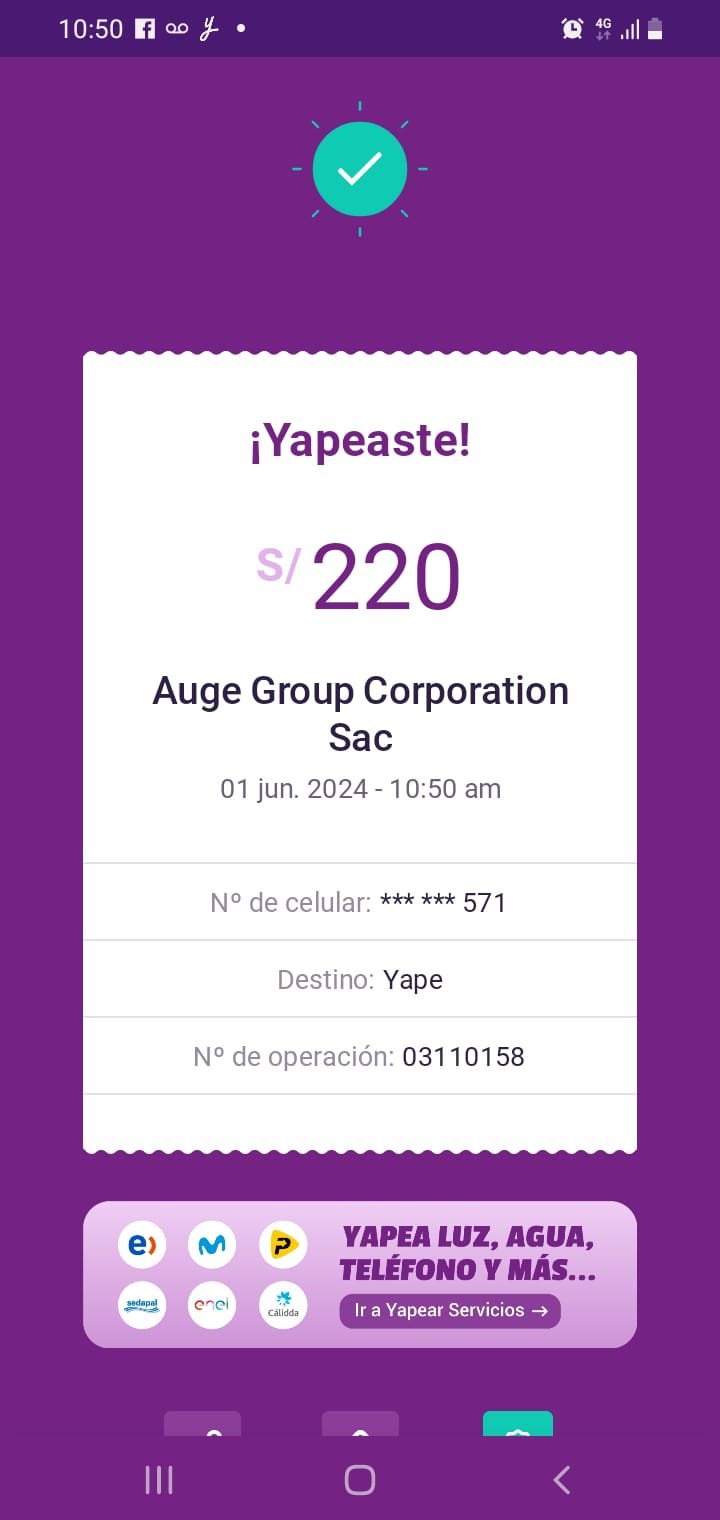 10:50
4G
¡Yapeaste!
S/ 220
Auge Group Corporation
Sac
01 jun. 2024 - 10:50 am
Nº de celular: *** *** 571
Destino: Yape
Nº de operación: 03110158
e)
P
YAPEA LUZ, AGUA,
TELÉFONO Y MÁS...
sedapal
enel
Cálidda
Ir a Yapear Servicios →